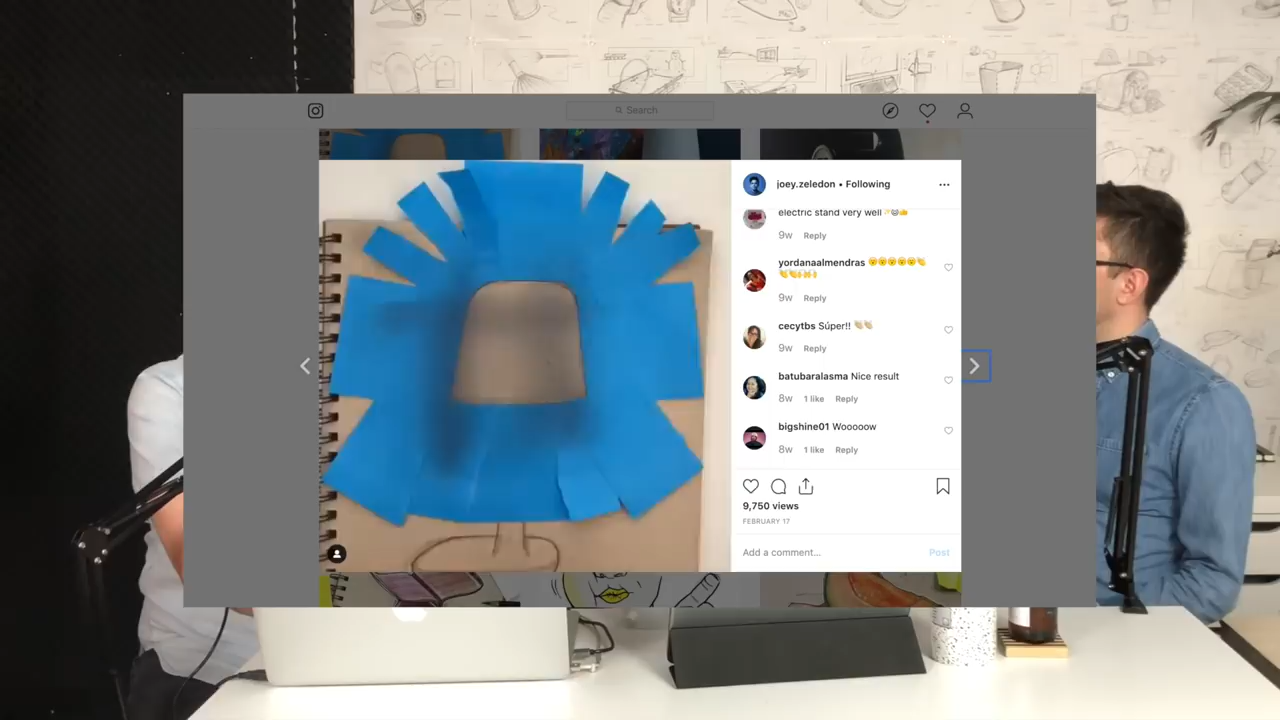 Search
joey.zeledon • Following
electric stand very well
9w Reply
yordanaalmendras
9w Reply
cecytbs Súper!!
9w Reply
batubaralasma Nice result
8w 1 like Reply
bigshine01 Wooooow
8w 1 like Reply
9,750 views
FEBRUARY 17
Add a comment... Post